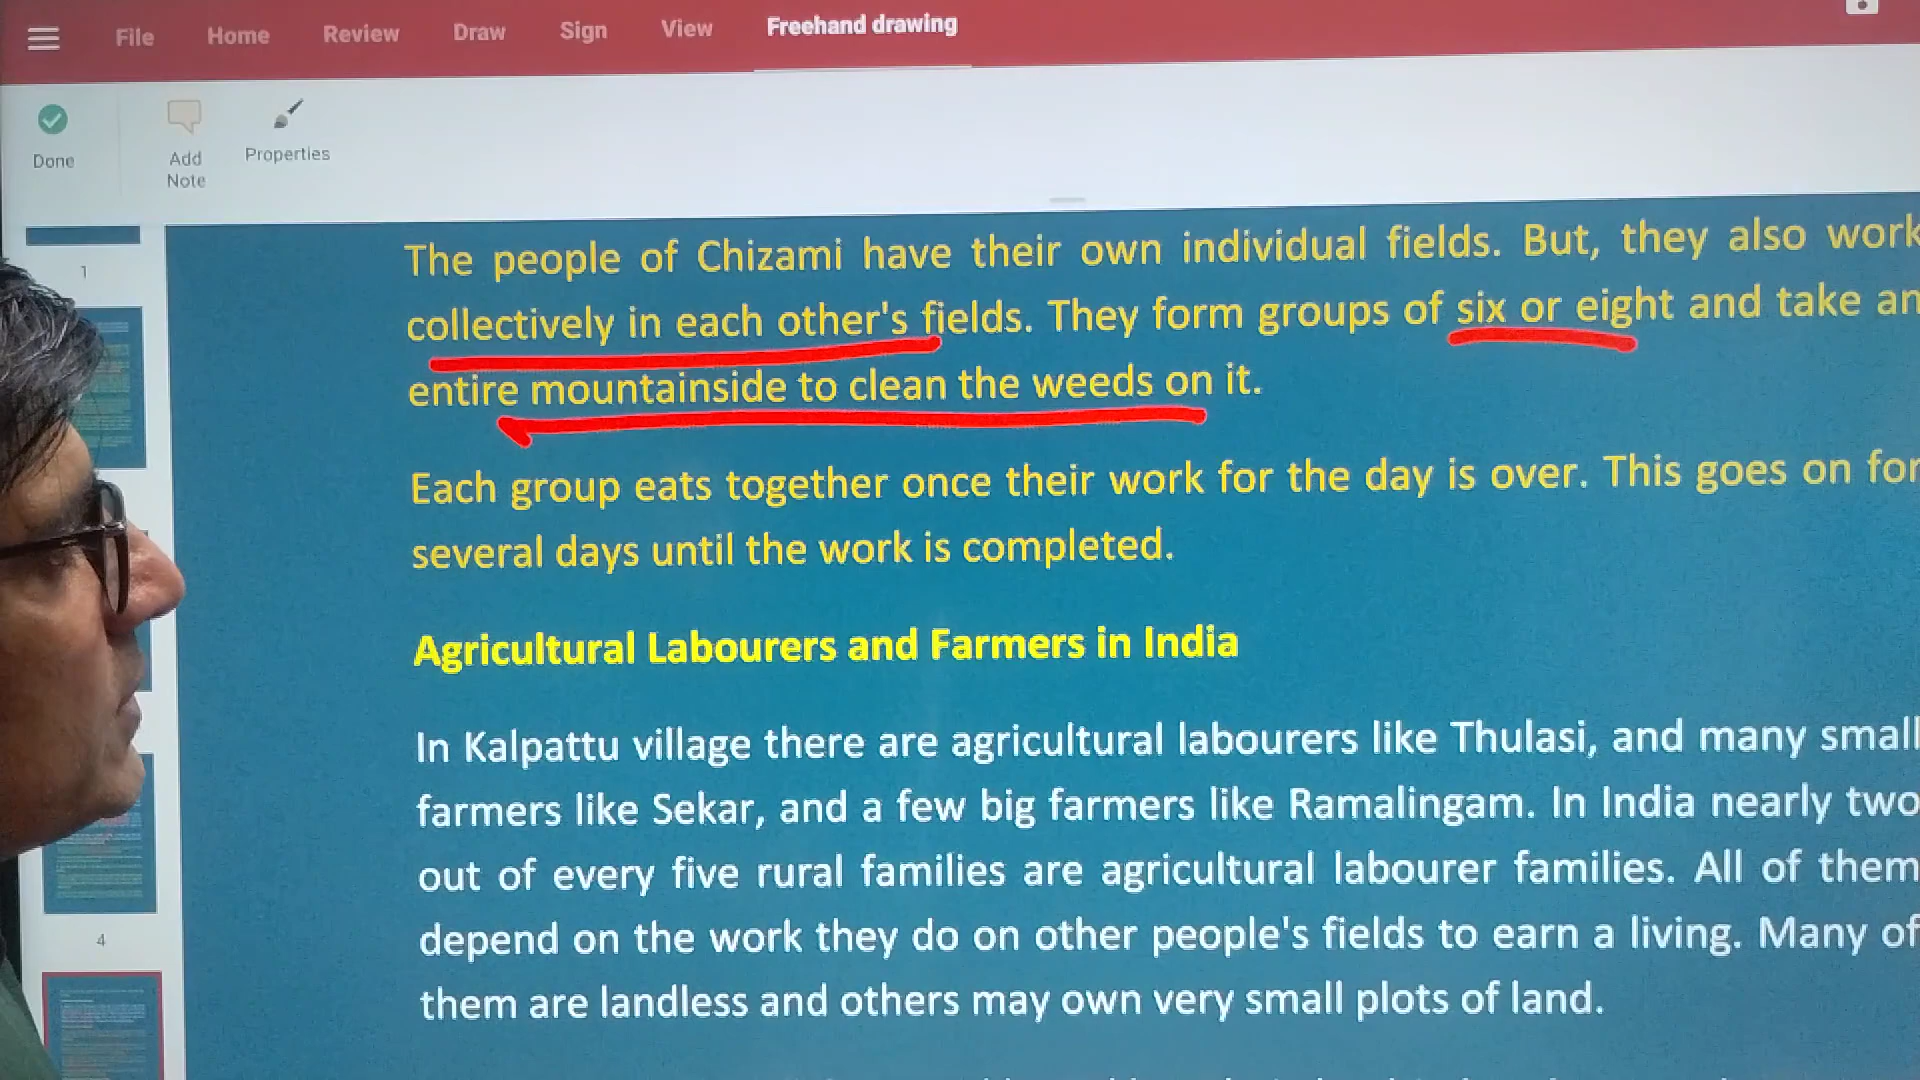 File Home Review Draw Sign View Freehand drawing
Done
Add Note
Properties
1
The people of Chizami have their own individual fields. But, they also work
collectively in each other's fields. They form groups of six or eight and take an
entire mountainside to clean the weeds on it.
Each group eats together once their work for the day is over. This goes on for
several days until the work is completed.
Agricultural Labourers and Farmers in India
In Kalpattu village there are agricultural labourers like Thulasi, and many small
farmers like Sekar, and a few big farmers like Ramalingam. In India nearly two
out of every five rural families are agricultural labourer families. All of them
depend on the work they do on other people's fields to earn a living. Many of
them are landless and others may own very small plots of land.
4